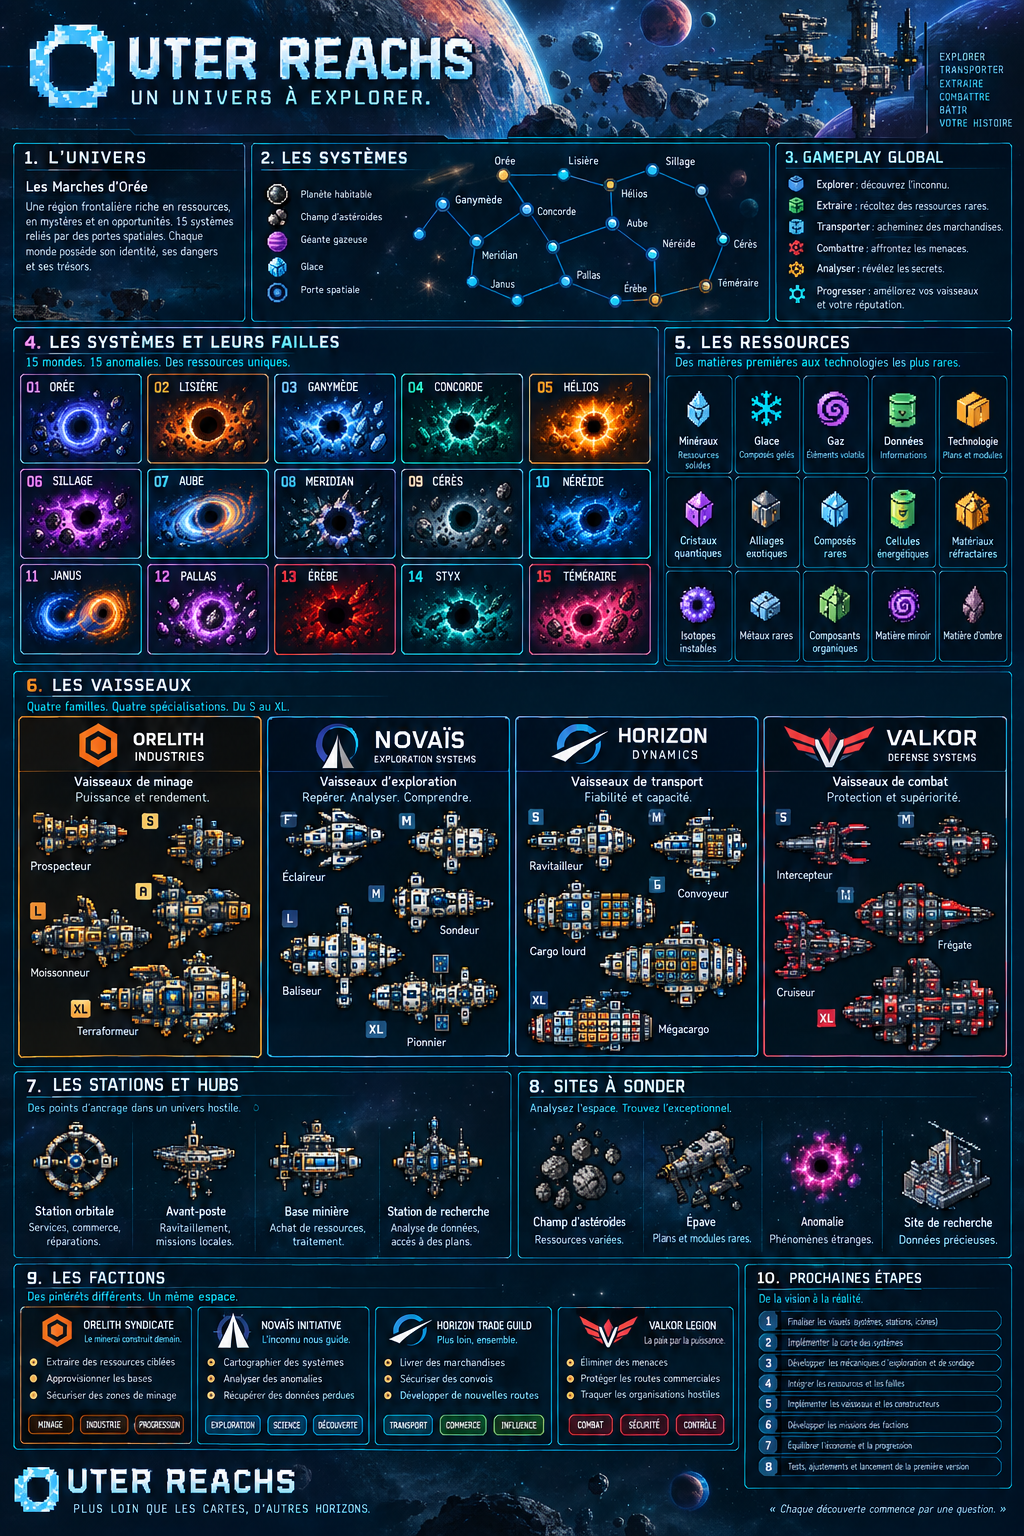 OUTER REACHS
UN UNIVERS À EXPLORER.
EXPLORER
TRANSPORTER
EXTRAIRE
COMBATTRE
BÂTIR
VOTRE HISTOIRE
1. L'UNIVERS
Les Marches d'Orée
Une région frontalière riche en ressources,
en mystères et en opportunités. 15 systèmes
reliés par des portes spatiales. Chaque
monde possède son identité, ses dangers
et ses trésors.
2. LES SYSTÈMES
Planète habitable
Champ d'astéroïdes
Géante gazeuse
Glace
Porte spatiale
Orée
Lisière
Sillage
Ganymède
Hélios
Concorde
Aube
Meridian
Néréide
Cérès
Janus
Pallas
Érèbe
Téméraire
3. GAMEPLAY GLOBAL
Explorer : découvrez l'inconnu.
Extraire : récoltez des ressources rares.
Transporter : acheminez des marchandises.
Combattre : affrontez les menaces.
Analyser : révélez les secrets.
Progresser : améliorez vos vaisseaux
et votre réputation.
4. LES SYSTÈMES ET LEURS FAILLES
15 mondes. 15 anomalies. Des ressources uniques.
01 ORÉE
02 LISIÈRE
03 GANYMÈDE
04 CONCORDE
05 HÉLIOS
06 SILLAGE
07 AUBE
08 MERIDIAN
09 CÉRÈS
10 NÉRÉIDE
11 JANUS
12 PALLAS
13 ÉRÈBE
14 STYX
15 TÉMÉRAIRE
5. LES RESSOURCES
Des matières premières aux technologies les plus rares.
Minéraux
Ressources
solides
Glace
Composés gelés
Gaz
Éléments volatils
Données
Informations
Technologie
Plans et modules
Cristaux
quantiques
Alliages
exotiques
Composés
rares
Cellules
énergétiques
Matériaux
réfractaires
Isotopes
instables
Métaux rares
Composants
organiques
Matière miroir
Matière d'ombre
6. LES VAISSEAUX
Quatre familles. Quatre spécialisations. Du S au XL.
ORELITH
INDUSTRIES
Vaisseaux de minage
Puissance et rendement.
S
Prospecteur
A
L
Moissonneur
XL
Terraformeur
NOVAÏS
EXPLORATION SYSTEMS
Vaisseaux d'exploration
Repérer. Analyser. Comprendre.
F
M
Éclaireur
M
L
Sondeur
Baliseur
XL
Pionnier
HORIZON
DYNAMICS
Vaisseaux de transport
Fiabilité et capacité.
S
M
Ravitailleur
G
Convoyeur
Cargo lourd
XL
Mégacargo
VALKOR
DEFENSE SYSTEMS
Vaisseaux de combat
Protection et supériorité.
S
M
Intercepteur
M
Frégate
Cruiseur
XL
7. LES STATIONS ET HUBS
Des points d'ancrage dans un univers hostile.
Station orbitale
Services, commerce,
réparations.
Avant-poste
Ravitaillement,
missions locales.
Base minière
Achat de ressources,
traitement.
Station de recherche
Analyse de données,
accès à des plans.
8. SITES À SONDER
Analysez l'espace. Trouvez l'exceptionnel.
Champ d'astéroïdes
Ressources variées.
Épave
Plans et modules rares.
Anomalie
Phénomènes étranges.
Site de recherche
Données précieuses.
9. LES FACTIONS
Des pintérêts différents. Un même espace.
ORELITH SYNDICATE
Le minerai construit demain.
Extraire des ressources ciblées
Approvisionner les bases
Sécuriser des zones de minage
MINAGE
INDUSTRIE
PROGRESSION
NOVAÏS INITIATIVE
L'inconnu nous guide.
Cartographier des systèmes
Analyser des anomalies
Récupérer des données perdues
EXPLORATION
SCIENCE
DÉCOUVERTE
HORIZON TRADE GUILD
Plus loin, ensemble.
Livrer des marchandises
Sécuriser des convois
Développer de nouvelles routes
TRANSPORT
COMMERCE
INFLUENCE
VALKOR LEGION
La paix par la puissance.
Éliminer des menaces
Protéger les routes commerciales
Traquer les organisations hostiles
COMBAT
SÉCURITÉ
CONTRÔLE
10. PROCHAINES ÉTAPES
De la vision à la réalité.
1 Finaliser les visuels (systèmes, stations, icônes)
2 Implémenter la carte des systèmes
3 Développer les mécaniques d'exploration et de sondage
4 Intégrer les ressources et les failles
5 Implémenter les vaisseaux et les constructeurs
6 Développer les missions des factions
7 Équilibrer l'économie et la progression
8 Tests, ajustements et lancement de la première version
OUTER REACHS
PLUS LOIN QUE LES CARTES, D'AUTRES HORIZONS.
« Chaque découverte commence par une question. »